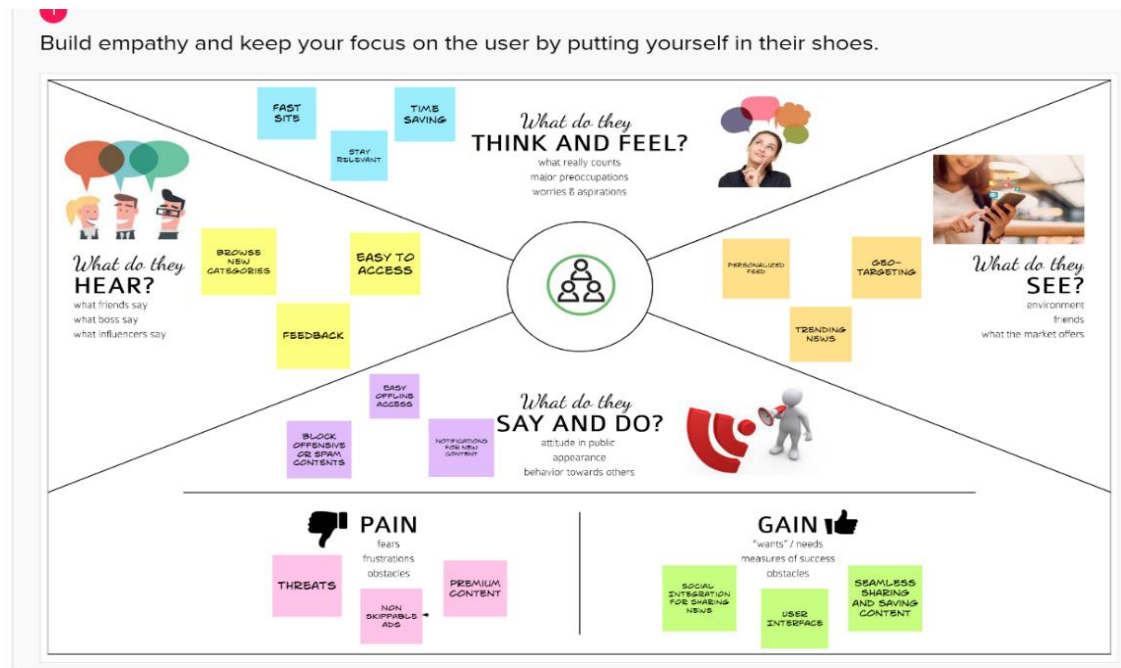 Build empathy and keep your focus on the user by putting yourself in their shoes.
What do they
THINK AND FEEL?
what really counts
major preoccupations
worries & aspirations
FAST
SITE
TIME
SAVING
STAY
RELEVANT
What do they
HEAR?
what friends say
what boss say
what influencers say
BROWSE
NEW
CATEGORIES
EASY TO
ACCESS
FEEDBACK
What do they
SEE?
environment
friends
what the market offers
PERSONALIZED
FEED
GEO-
TARGETING
TRENDING
NEWS
What do they
SAY AND DO?
attitude in public
appearance
behavior towards others
EASY
OFFLINE
ACCESS
BLOCK
OFFENSIVE
OR SPAM
CONTENTS
NOTIFICATIONS
FOR NEW
CONTENT
PAIN
fears
frustrations
obstacles
THREATS
NON
SKIPPABLE
ADS
PREMIUM
CONTENT
GAIN
"wants" / needs
measures of success
obstacles
SOCIAL
INTEGRATION
FOR SHARING
NEWS
USER
INTERFACE
SEAMLESS
SHARING
AND SAVING
CONTENT